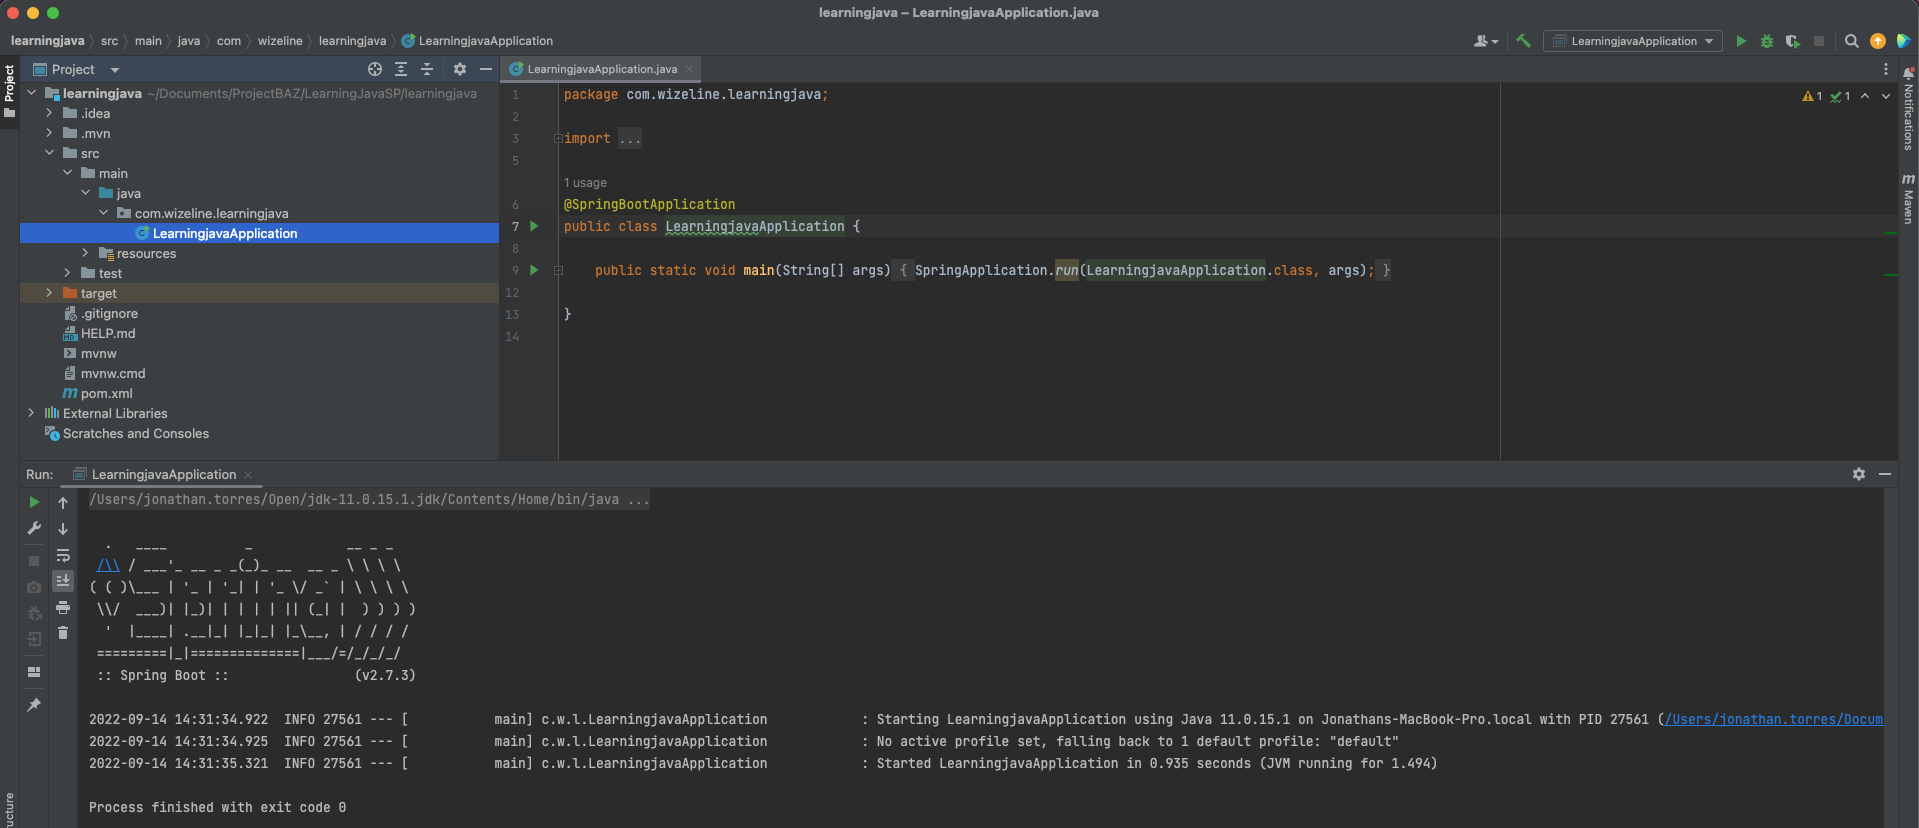 learningjava – LearningjavaApplication.java
learningjava src main java com wizeline learningjava LearningjavaApplication
LearningjavaApplication
Project
Project
learningjava ~/Documents/ProjectBAZ/LearningJavaSP/learningjava
.idea
.mvn
src
main
java
com.wizeline.learningjava
LearningjavaApplication
resources
test
target
.gitignore
HELP.md
mvnw
mvnw.cmd
pom.xml
External Libraries
Scratches and Consoles
LearningjavaApplication.java
1 package com.wizeline.learningjava;
2
3 import ...
5
1 usage
6 @SpringBootApplication
7 public class LearningjavaApplication {
8
9 public static void main(String[] args) { SpringApplication.run(LearningjavaApplication.class, args); }
12
13 }
14
1 1
Notifications
Maven
Run: LearningjavaApplication
/Users/jonathan.torres/Open/jdk-11.0.15.1.jdk/Contents/Home/bin/java ...
  .   ____          _            __ _ _
 /\\ / ___'_ __ _ _(_)_ __  __ _ \ \ \ \
( ( )\___ | '_ | '_| | '_ \/ _` | \ \ \ \
 \\/  ___)| |_)| | | | | || (_| |  ) ) ) )
  '  |____| .__|_| |_|_| |_\__, | / / / /
 =========|_|==============|___/=/_/_/_/
 :: Spring Boot ::                (v2.7.3)
2022-09-14 14:31:34.922  INFO 27561 --- [           main] c.w.l.LearningjavaApplication            : Starting LearningjavaApplication using Java 11.0.15.1 on Jonathans-MacBook-Pro.local with PID 27561 (/Users/jonathan.torres/Docum
2022-09-14 14:31:34.925  INFO 27561 --- [           main] c.w.l.LearningjavaApplication            : No active profile set, falling back to 1 default profile: "default"
2022-09-14 14:31:35.321  INFO 27561 --- [           main] c.w.l.LearningjavaApplication            : Started LearningjavaApplication in 0.935 seconds (JVM running for 1.494)
Process finished with exit code 0
ructure